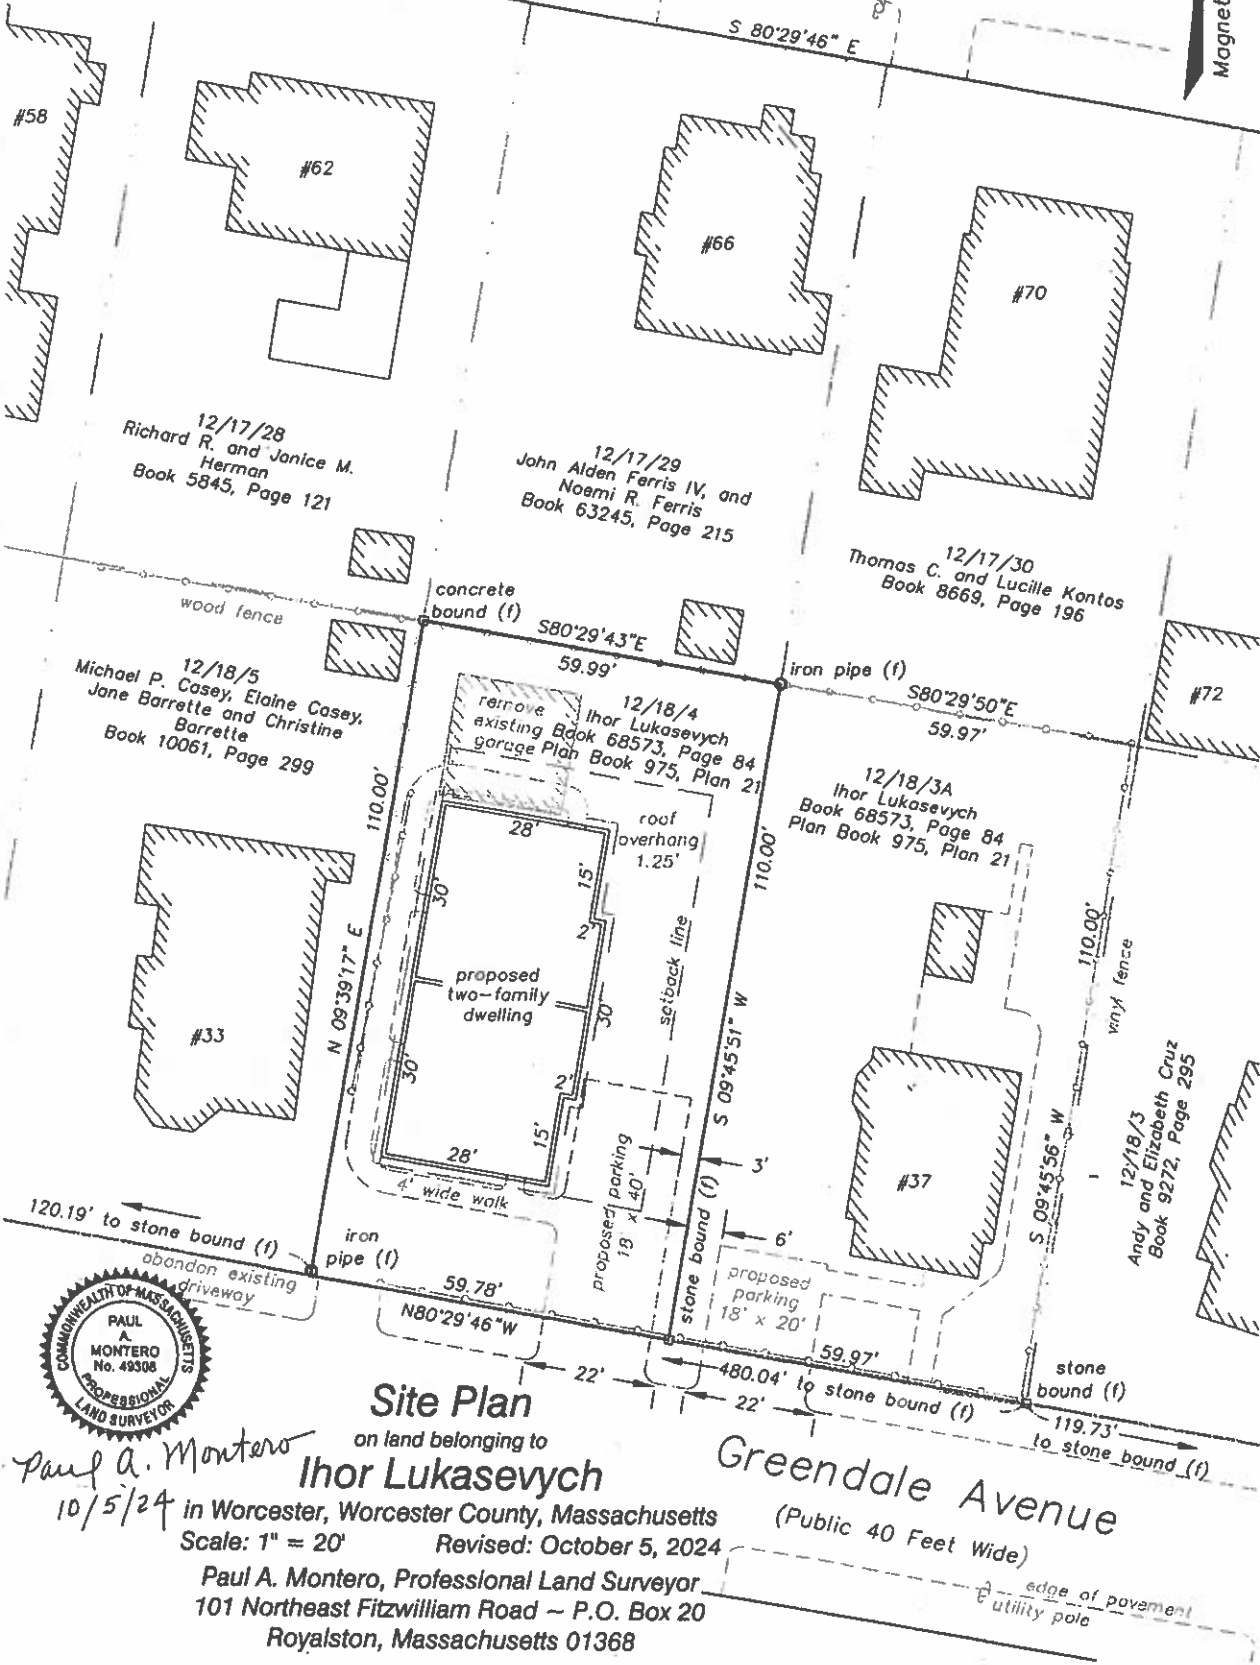 S 80°29'46" E
Magnet
#58
#62
#66
#70
12/17/28
Richard R. and Janice M.
Herman
Book 5845, Page 121
12/17/29
John Alden Ferris IV, and
Noemi R. Ferris
Book 63245, Page 215
12/17/30
Thomas C. and Lucille Kontos
Book 8669, Page 196
wood fence
concrete
bound (f)
S80°29'43"E
59.99'
iron pipe (f)
S80°29'50"E
59.97'
#72
12/18/5
Michael P. Casey, Elaine Casey,
Jane Barrette and Christine
Barrette
Book 10061, Page 299
remove
existing
garage
12/18/4
Ihor Lukasevych
Book 68573, Page 84
Plan Book 975, Plan 21
12/18/3A
Ihor Lukasevych
Book 68573, Page 84
Plan Book 975, Plan 21
110.00'
N 09°39'17" E
28'
roof
overhang
1.25'
15'
30'
2'
proposed
two-family
dwelling
30'
30'
2'
15'
28'
4' wide walk
setback line
110.00'
S 09°45'51" W
110.00'
vinyl fence
S 09°45'56" W
12/18/3
Andy and Elizabeth Cruz
Book 9272, Page 295
#33
#37
proposed parking
18' x 40'
3'
6'
stone bound (f)
proposed
parking
18' x 20'
120.19' to stone bound (f)
iron
pipe (f)
abandon existing
driveway
59.78'
N80°29'46"W
59.97'
480.04' to stone bound (f)
22'
22'
stone
bound (f)
119.73'
to stone bound (f)
COMMONWEALTH OF MASSACHUSETTS
PAUL
A.
MONTERO
No. 49308
PROFESSIONAL
LAND SURVEYOR
Paul A. Montero
10/5/24
Site Plan
on land belonging to
Ihor Lukasevych
in Worcester, Worcester County, Massachusetts
Scale: 1" = 20' Revised: October 5, 2024
Paul A. Montero, Professional Land Surveyor
101 Northeast Fitzwilliam Road ~ P.O. Box 20
Royalston, Massachusetts 01368
Greendale Avenue
(Public 40 Feet Wide)
edge of pavement
utility pole